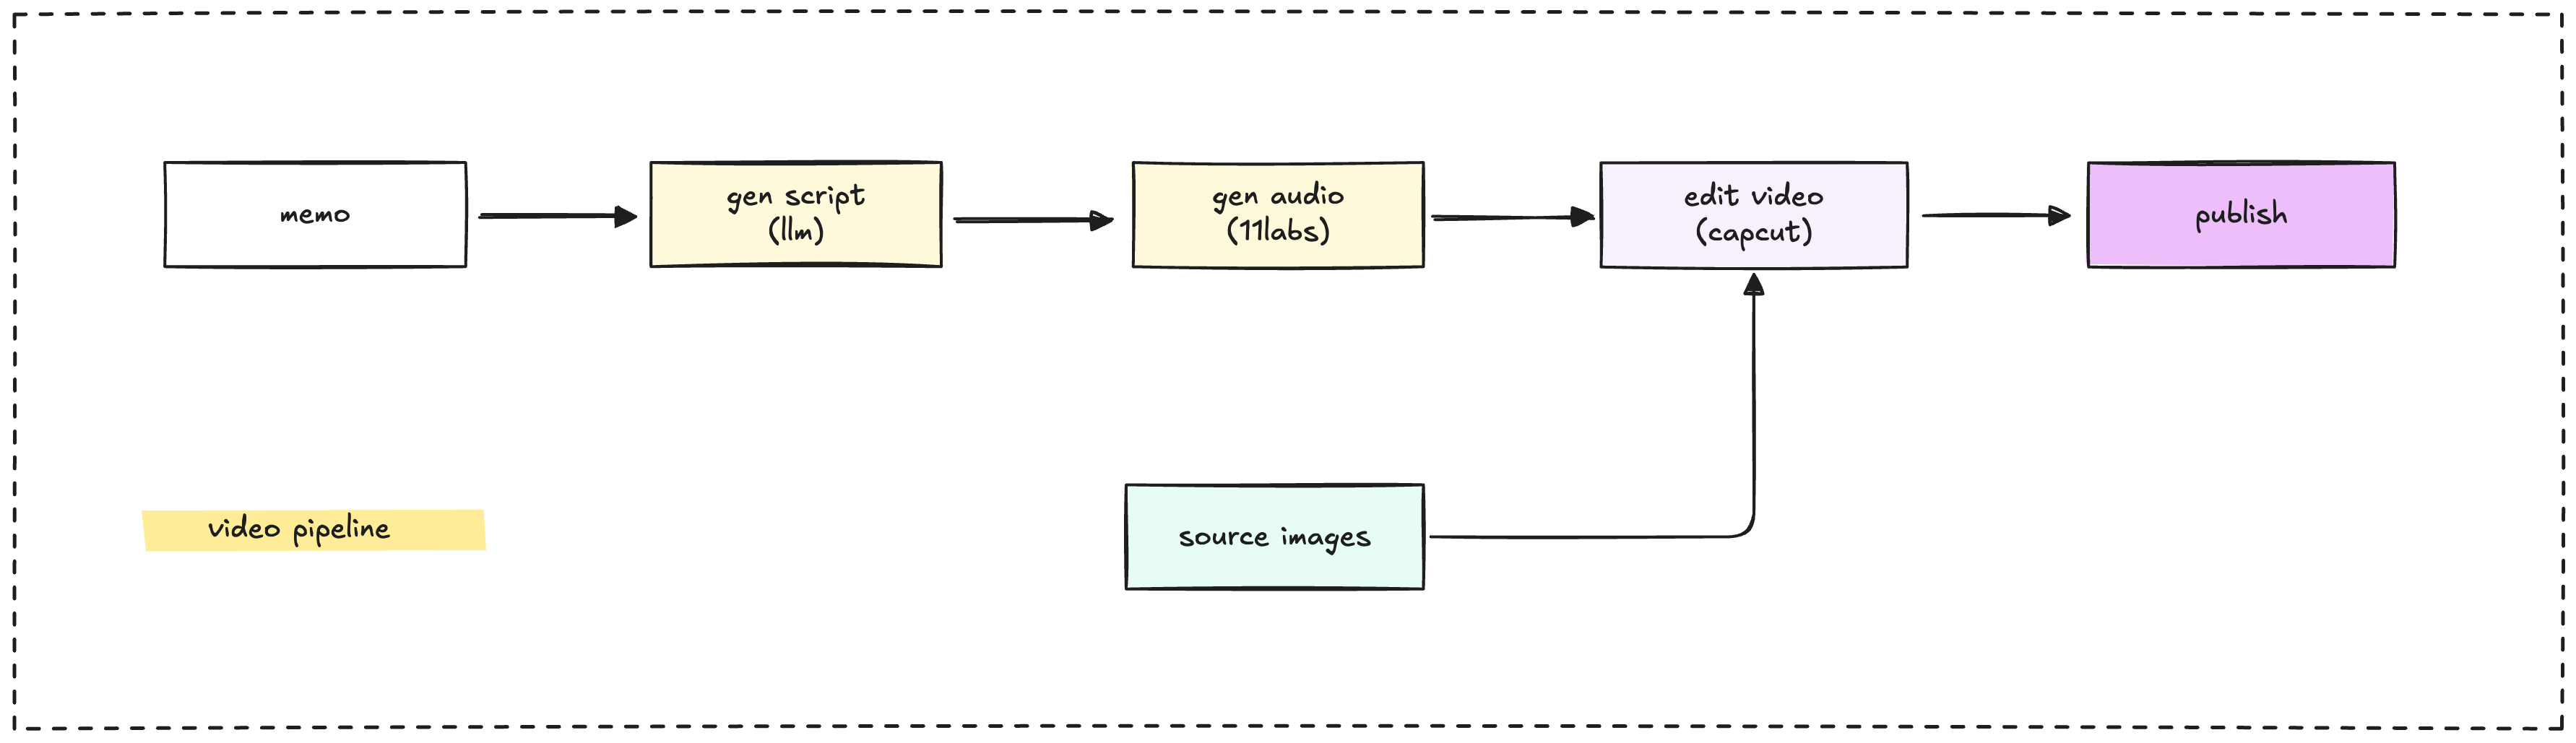 memo
gen script
(llm)
gen audio
(11labs)
edit video
(capcut)
publish
source images
video pipeline